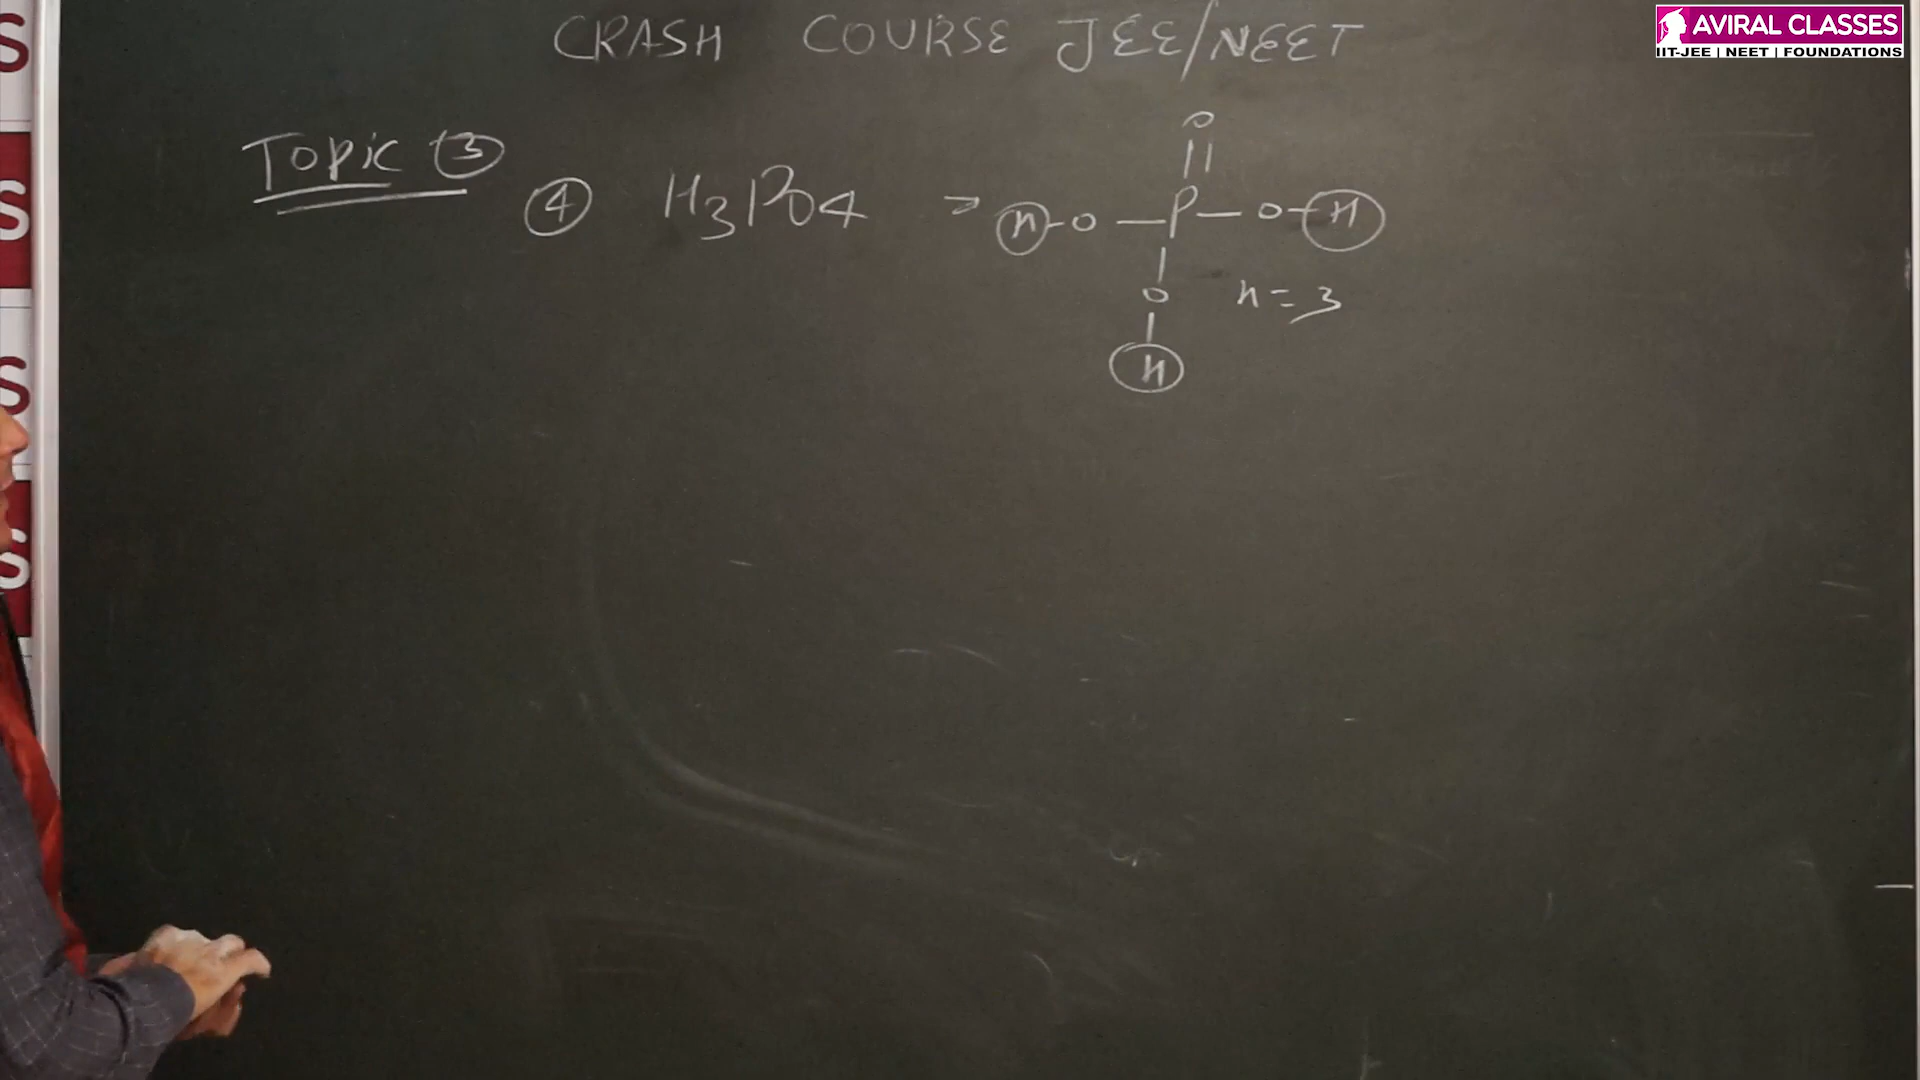 CRASH COURSE JEE/NEET
AVIRAL CLASSES
IIT-JEE | NEET | FOUNDATIONS
Topic 3
4 H3PO4 => H-O-P-O-H
O
||
|
O
|
H
n=3
S
S
S
S